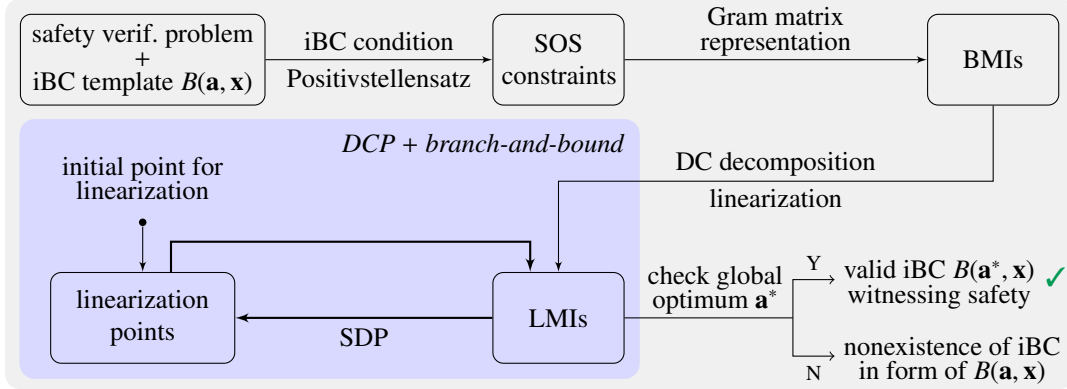 safety verif. problem
+
iBC template B(a, x)
iBC condition
Positivstellensatz
SOS
constraints
Gram matrix
representation
BMIs
DCP + branch-and-bound
DC decomposition
linearization
initial point for
linearization
linearization
points
SDP
LMIs
check global
optimum a*
Y
valid iBC B(a*, x) ✓
witnessing safety
N
nonexistence of iBC
in form of B(a, x)